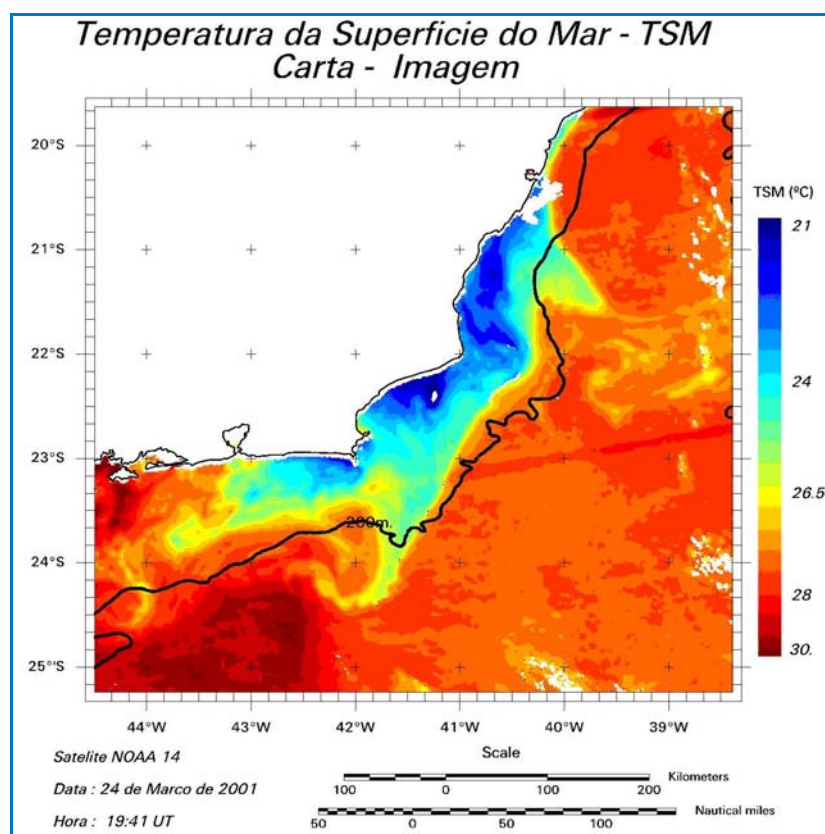 Temperatura da Superficie do Mar - TSM
Carta - Imagem
20°S
21°S
22°S
23°S
24°S
25°S
200m.
44°W 43°W 42°W 41°W 40°W 39°W
TSM (ºC)
21
24
26.5
28
30.
Satelite NOAA 14
Data : 24 de Marco de 2001
Hora : 19:41 UT
Scale
Kilometers
100 0 100 200
Nautical miles
50 0 50 100